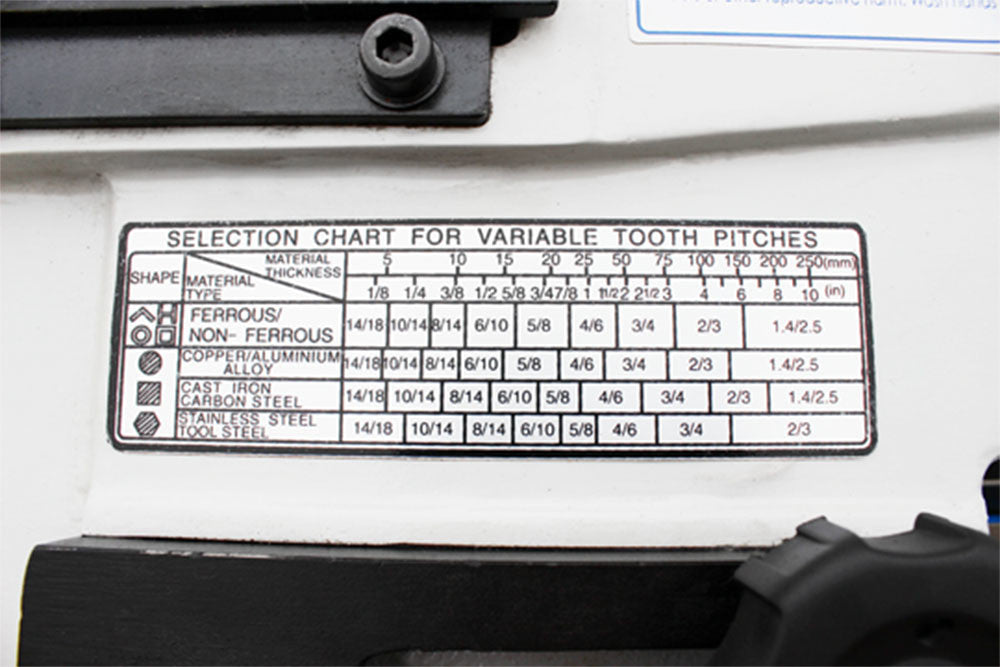 reproductive harm. Wash hands
SELECTION CHART FOR VARIABLE TOOTH PITCHES
SHAPE MATERIAL TYPE MATERIAL THICKNESS
5 10 15 20 25 50 75 100 150 200 250(mm)
1/8 1/4 3/8 1/2 5/8 3/4 7/8 1 11/2 2 21/2 3 4 6 8 10 (in)
FERROUS/
NON- FERROUS
14/18 10/14 8/14 6/10 5/8 4/6 3/4 2/3 1.4/2.5
COPPER/ALUMINIUM
ALLOY
14/18 10/14 8/14 6/10 5/8 4/6 3/4 2/3 1.4/2.5
CAST IRON
CARBON STEEL
14/18 10/14 8/14 6/10 5/8 4/6 3/4 2/3 1.4/2.5
STAINLESS STEEL
TOOL STEEL
14/18 10/14 8/14 6/10 5/8 4/6 3/4 2/3